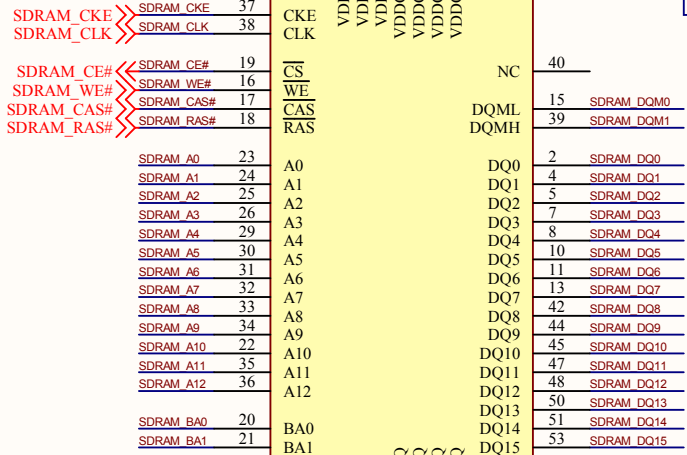 SDRAM_CKE SDRAM_CKE 37 CKE
SDRAM_CLK SDRAM_CLK 38 CLK
SDRAM_CE# SDRAM_CE# 19 CS NC 40
SDRAM_WE# SDRAM_WE# 16 WE
SDRAM_CAS# SDRAM_CAS# 17 CAS DQML 15 SDRAM_DQM0
SDRAM_RAS# SDRAM_RAS# 18 RAS DQMH 39 SDRAM_DQM1
SDRAM_A0 23 A0 DQ0 2 SDRAM_DQ0
SDRAM_A1 24 A1 DQ1 4 SDRAM_DQ1
SDRAM_A2 25 A2 DQ2 5 SDRAM_DQ2
SDRAM_A3 26 A3 DQ3 7 SDRAM_DQ3
SDRAM_A4 29 A4 DQ4 8 SDRAM_DQ4
SDRAM_A5 30 A5 DQ5 10 SDRAM_DQ5
SDRAM_A6 31 A6 DQ6 11 SDRAM_DQ6
SDRAM_A7 32 A7 DQ7 13 SDRAM_DQ7
SDRAM_A8 33 A8 DQ8 42 SDRAM_DQ8
SDRAM_A9 34 A9 DQ9 44 SDRAM_DQ9
SDRAM_A10 22 A10 DQ10 45 SDRAM_DQ10
SDRAM_A11 35 A11 DQ11 47 SDRAM_DQ11
SDRAM_A12 36 A12 DQ12 48 SDRAM_DQ12
DQ13 50 SDRAM_DQ13
SDRAM_BA0 20 BA0 DQ14 51 SDRAM_DQ14
SDRAM_BA1 21 BA1 DQ15 53 SDRAM_DQ15